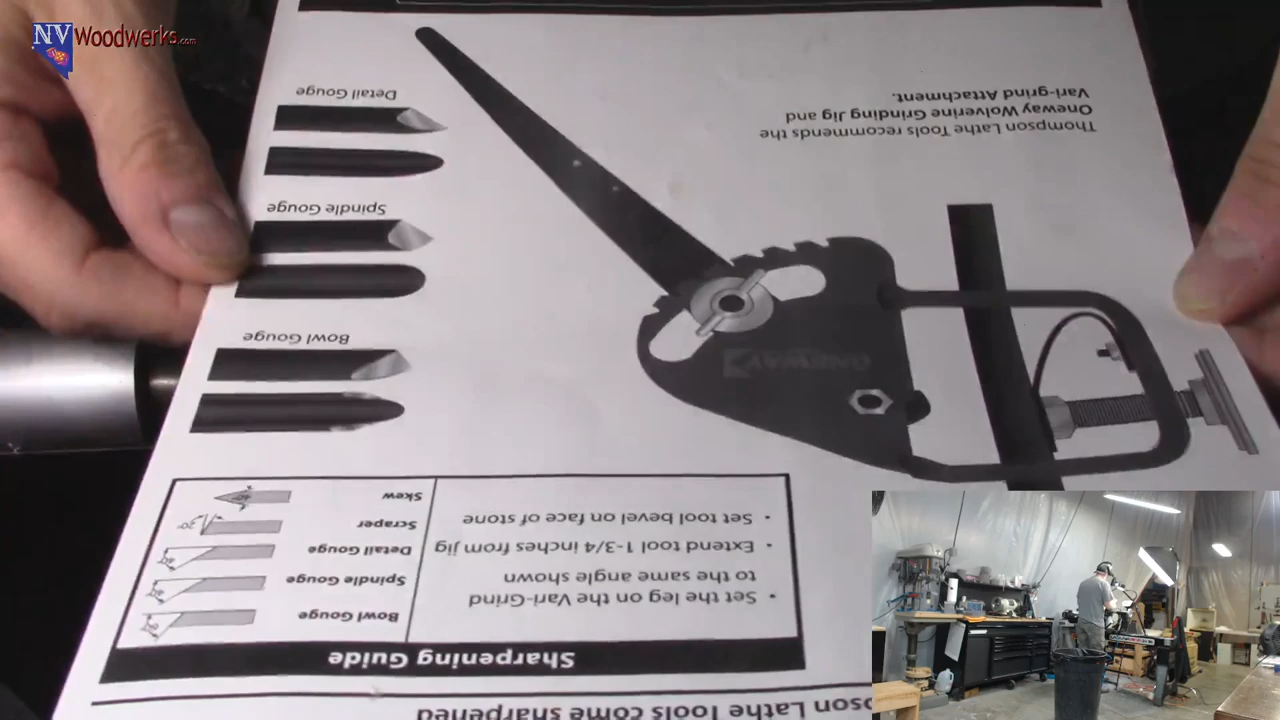 NV Woodwerks.com
son Lathe Tools come sharpened
Sharpening Guide
• Set the leg on the Vari-Grind
to the same angle shown
• Extend tool 1-3/4 inches from jig
• Set tool bevel on face of stone
Bowl Gouge
Spindle Gouge
Detail Gouge
Scraper
Skew
Bowl Gouge
Spindle Gouge
Detail Gouge
ONEWAY
Thompson Lathe Tools recommends the
Oneway Wolverine Grinding Jig and
Vari-grind Attachment.